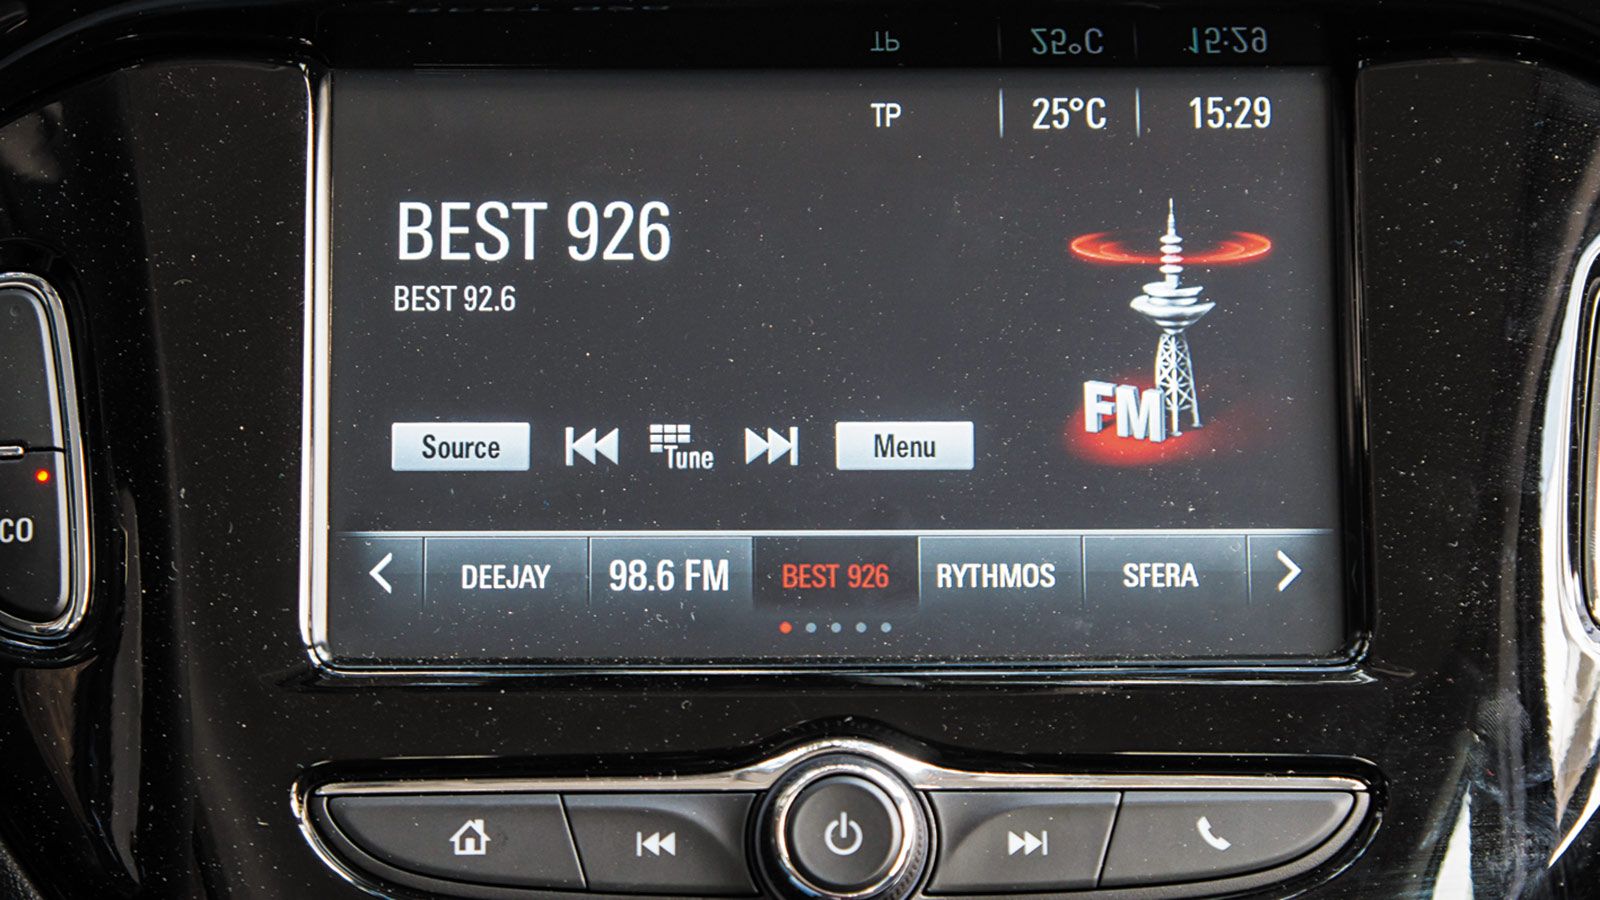 TP 25°C 15:29
BEST 926
BEST 92.6
FM
Source Tune Menu
DEEJAY 98.6 FM BEST 926 RYTHMOS SFERA
CO